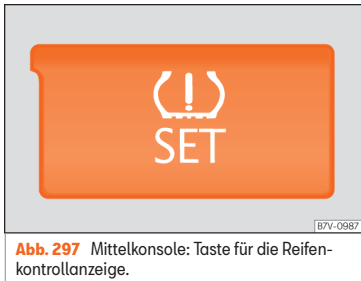 SET
B7V-0987
Abb. 297 Mittelkonsole: Taste für die Reifen-
kontrollanzeige.